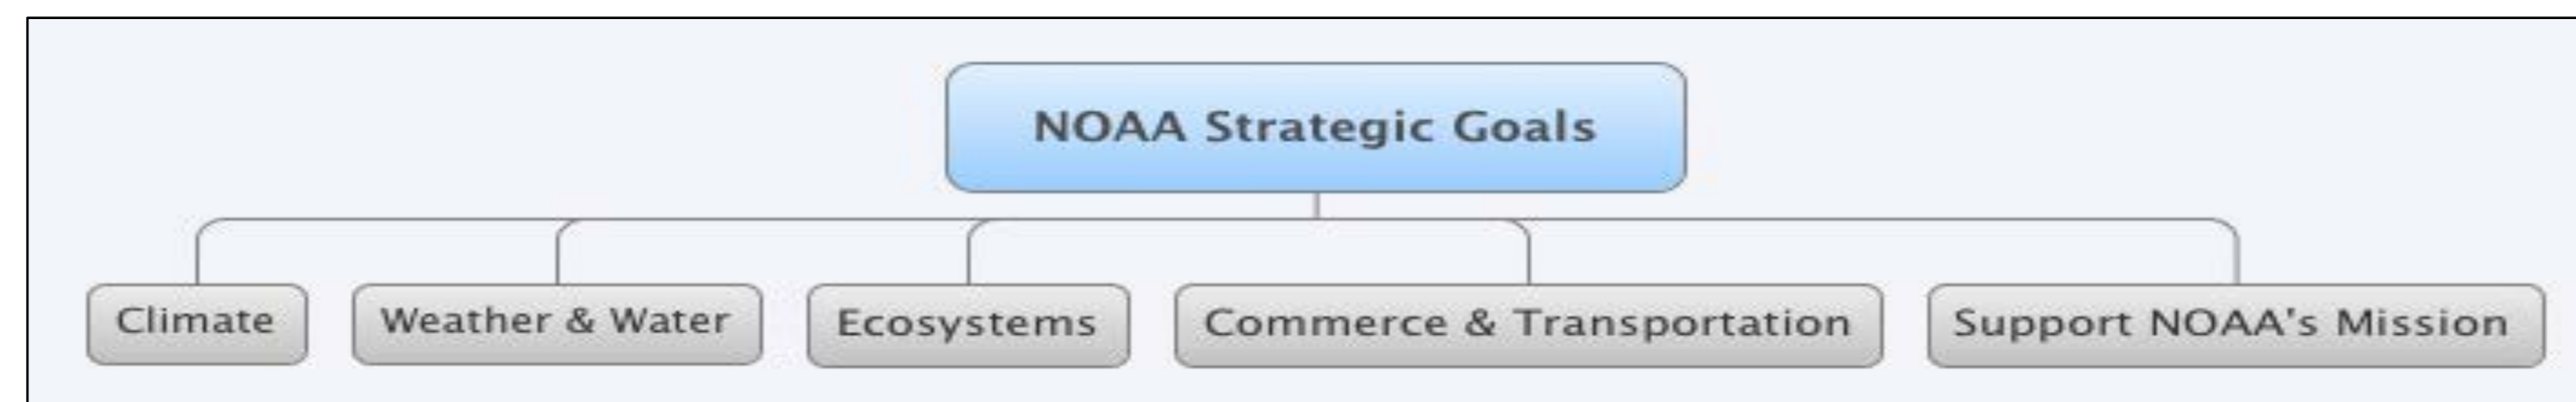 NOAA Strategic Goals
Climate
Weather & Water
Ecosystems
Commerce & Transportation
Support NOAA's Mission